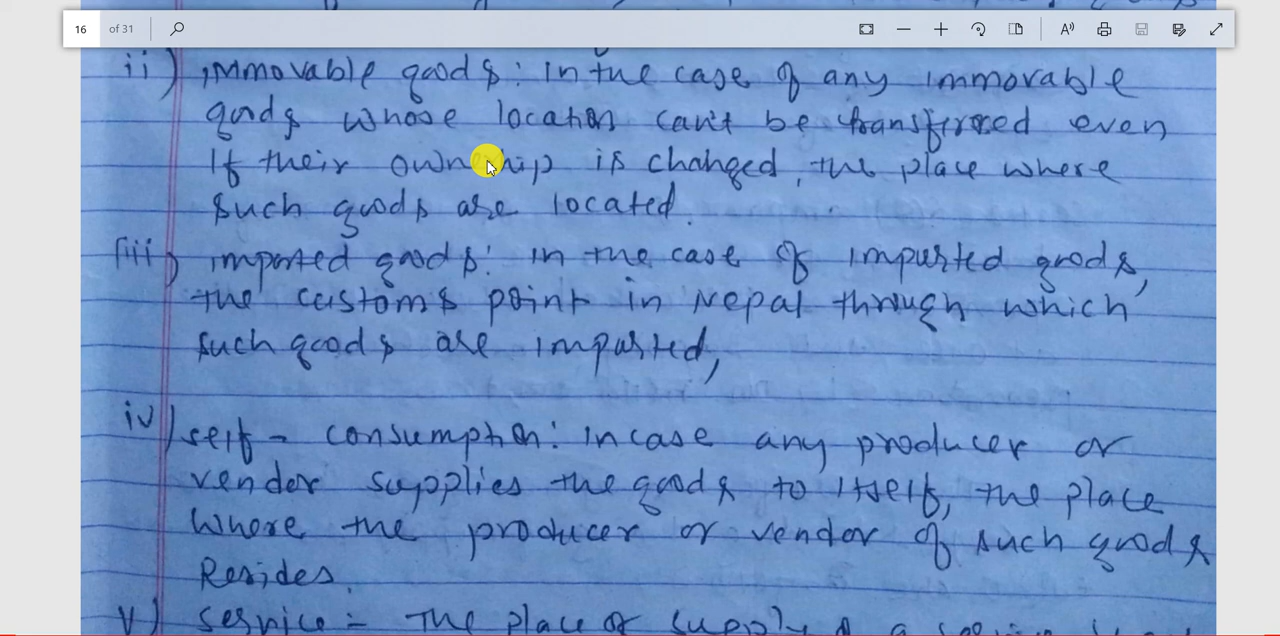 16 of 31
ii) immovable goods: in the case of any immovable
goods whose location can't be transferred even
If their ownership is changed, the place where
such goods are located.
iii) imported goods: in the case of imported goods,
the customs point in Nepal through which
such goods are imported,
iv) self - consumption: incase any producer or
vender supplies the goods to itself, the place
where the producer or vendor of such goods
Resides.
v) service:- The place of supply of a